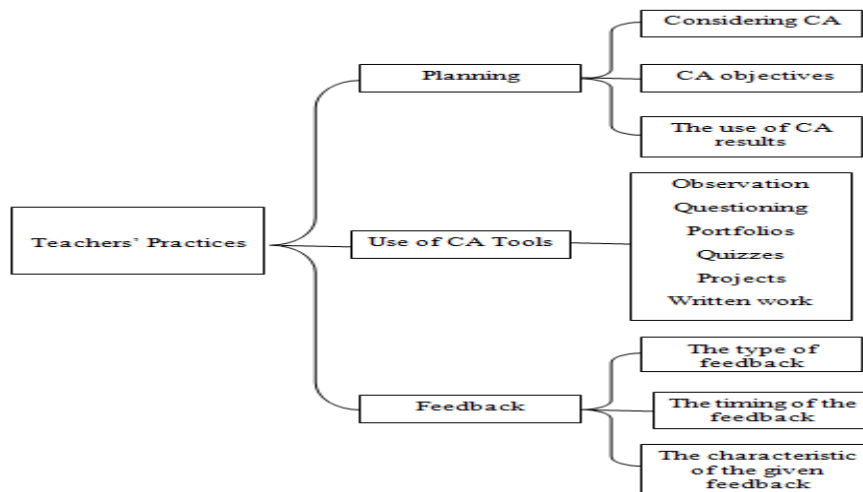 Teachers' Practices
Planning
Considering CA
CA objectives
The use of CA
results
Use of CA Tools
Observation
Questioning
Portfolios
Quizzes
Projects
Written work
Feedback
The type of
feedback
The timing of the
feedback
The characteristic
of the given
feedback